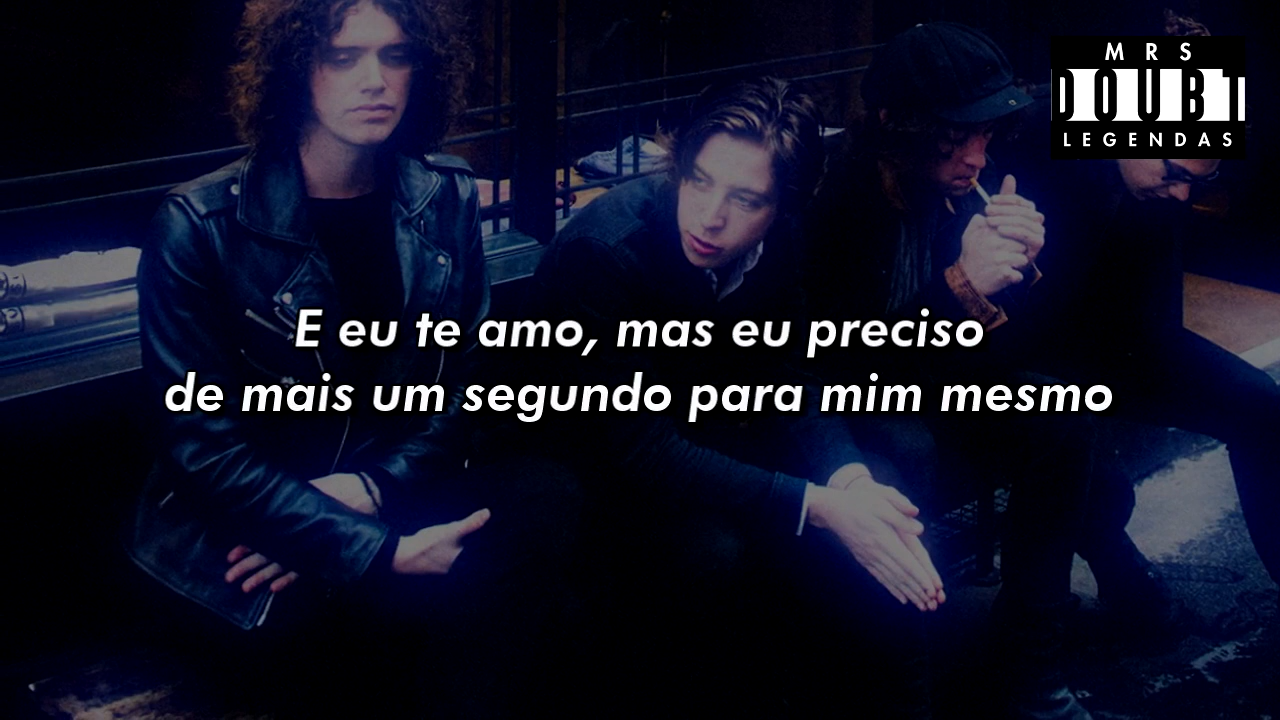 MRS
DOUBT
LEGENDAS
E eu te amo, mas eu preciso
de mais um segundo para mim mesmo